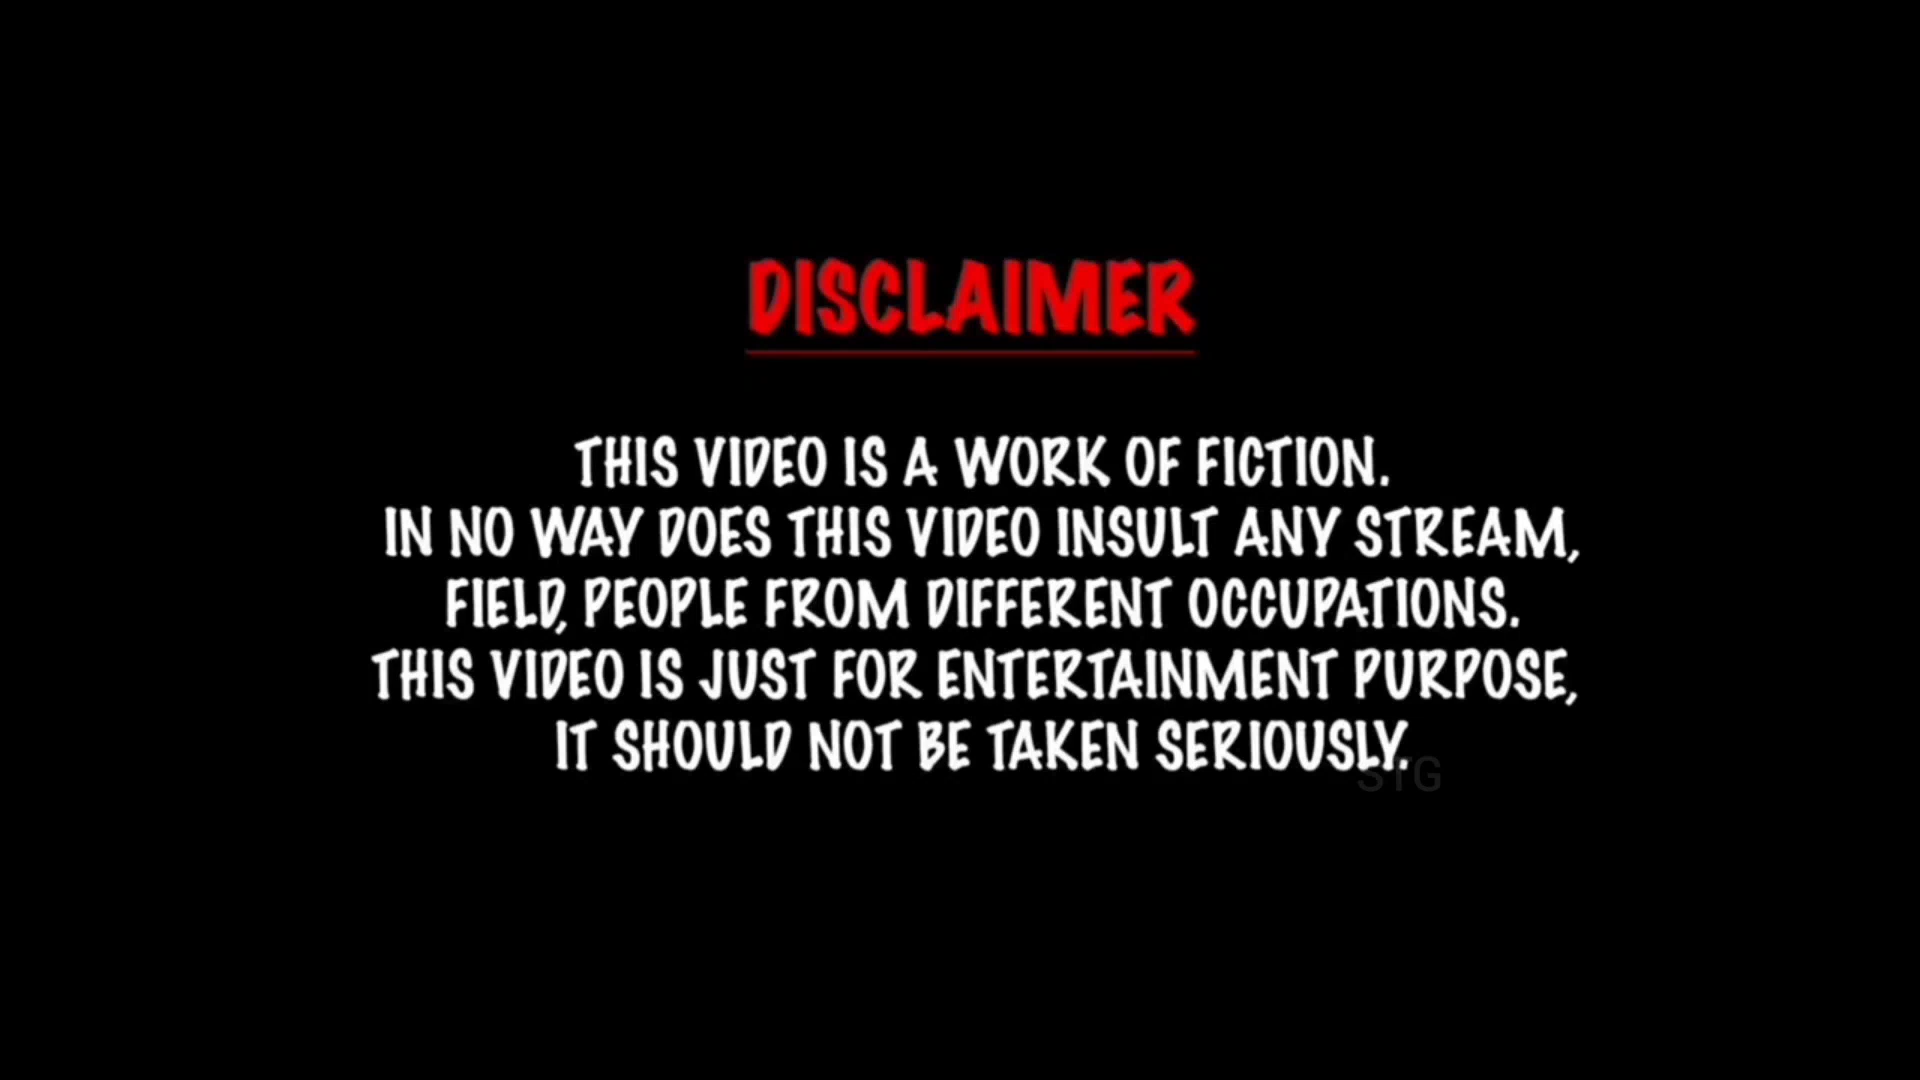 DISCLAIMER
THIS VIDEO IS A WORK OF FICTION.
IN NO WAY DOES THIS VIDEO INSULT ANY STREAM,
FIELD, PEOPLE FROM DIFFERENT OCCUPATIONS.
THIS VIDEO IS JUST FOR ENTERTAINMENT PURPOSE,
IT SHOULD NOT BE TAKEN SERIOUSLY.
STG